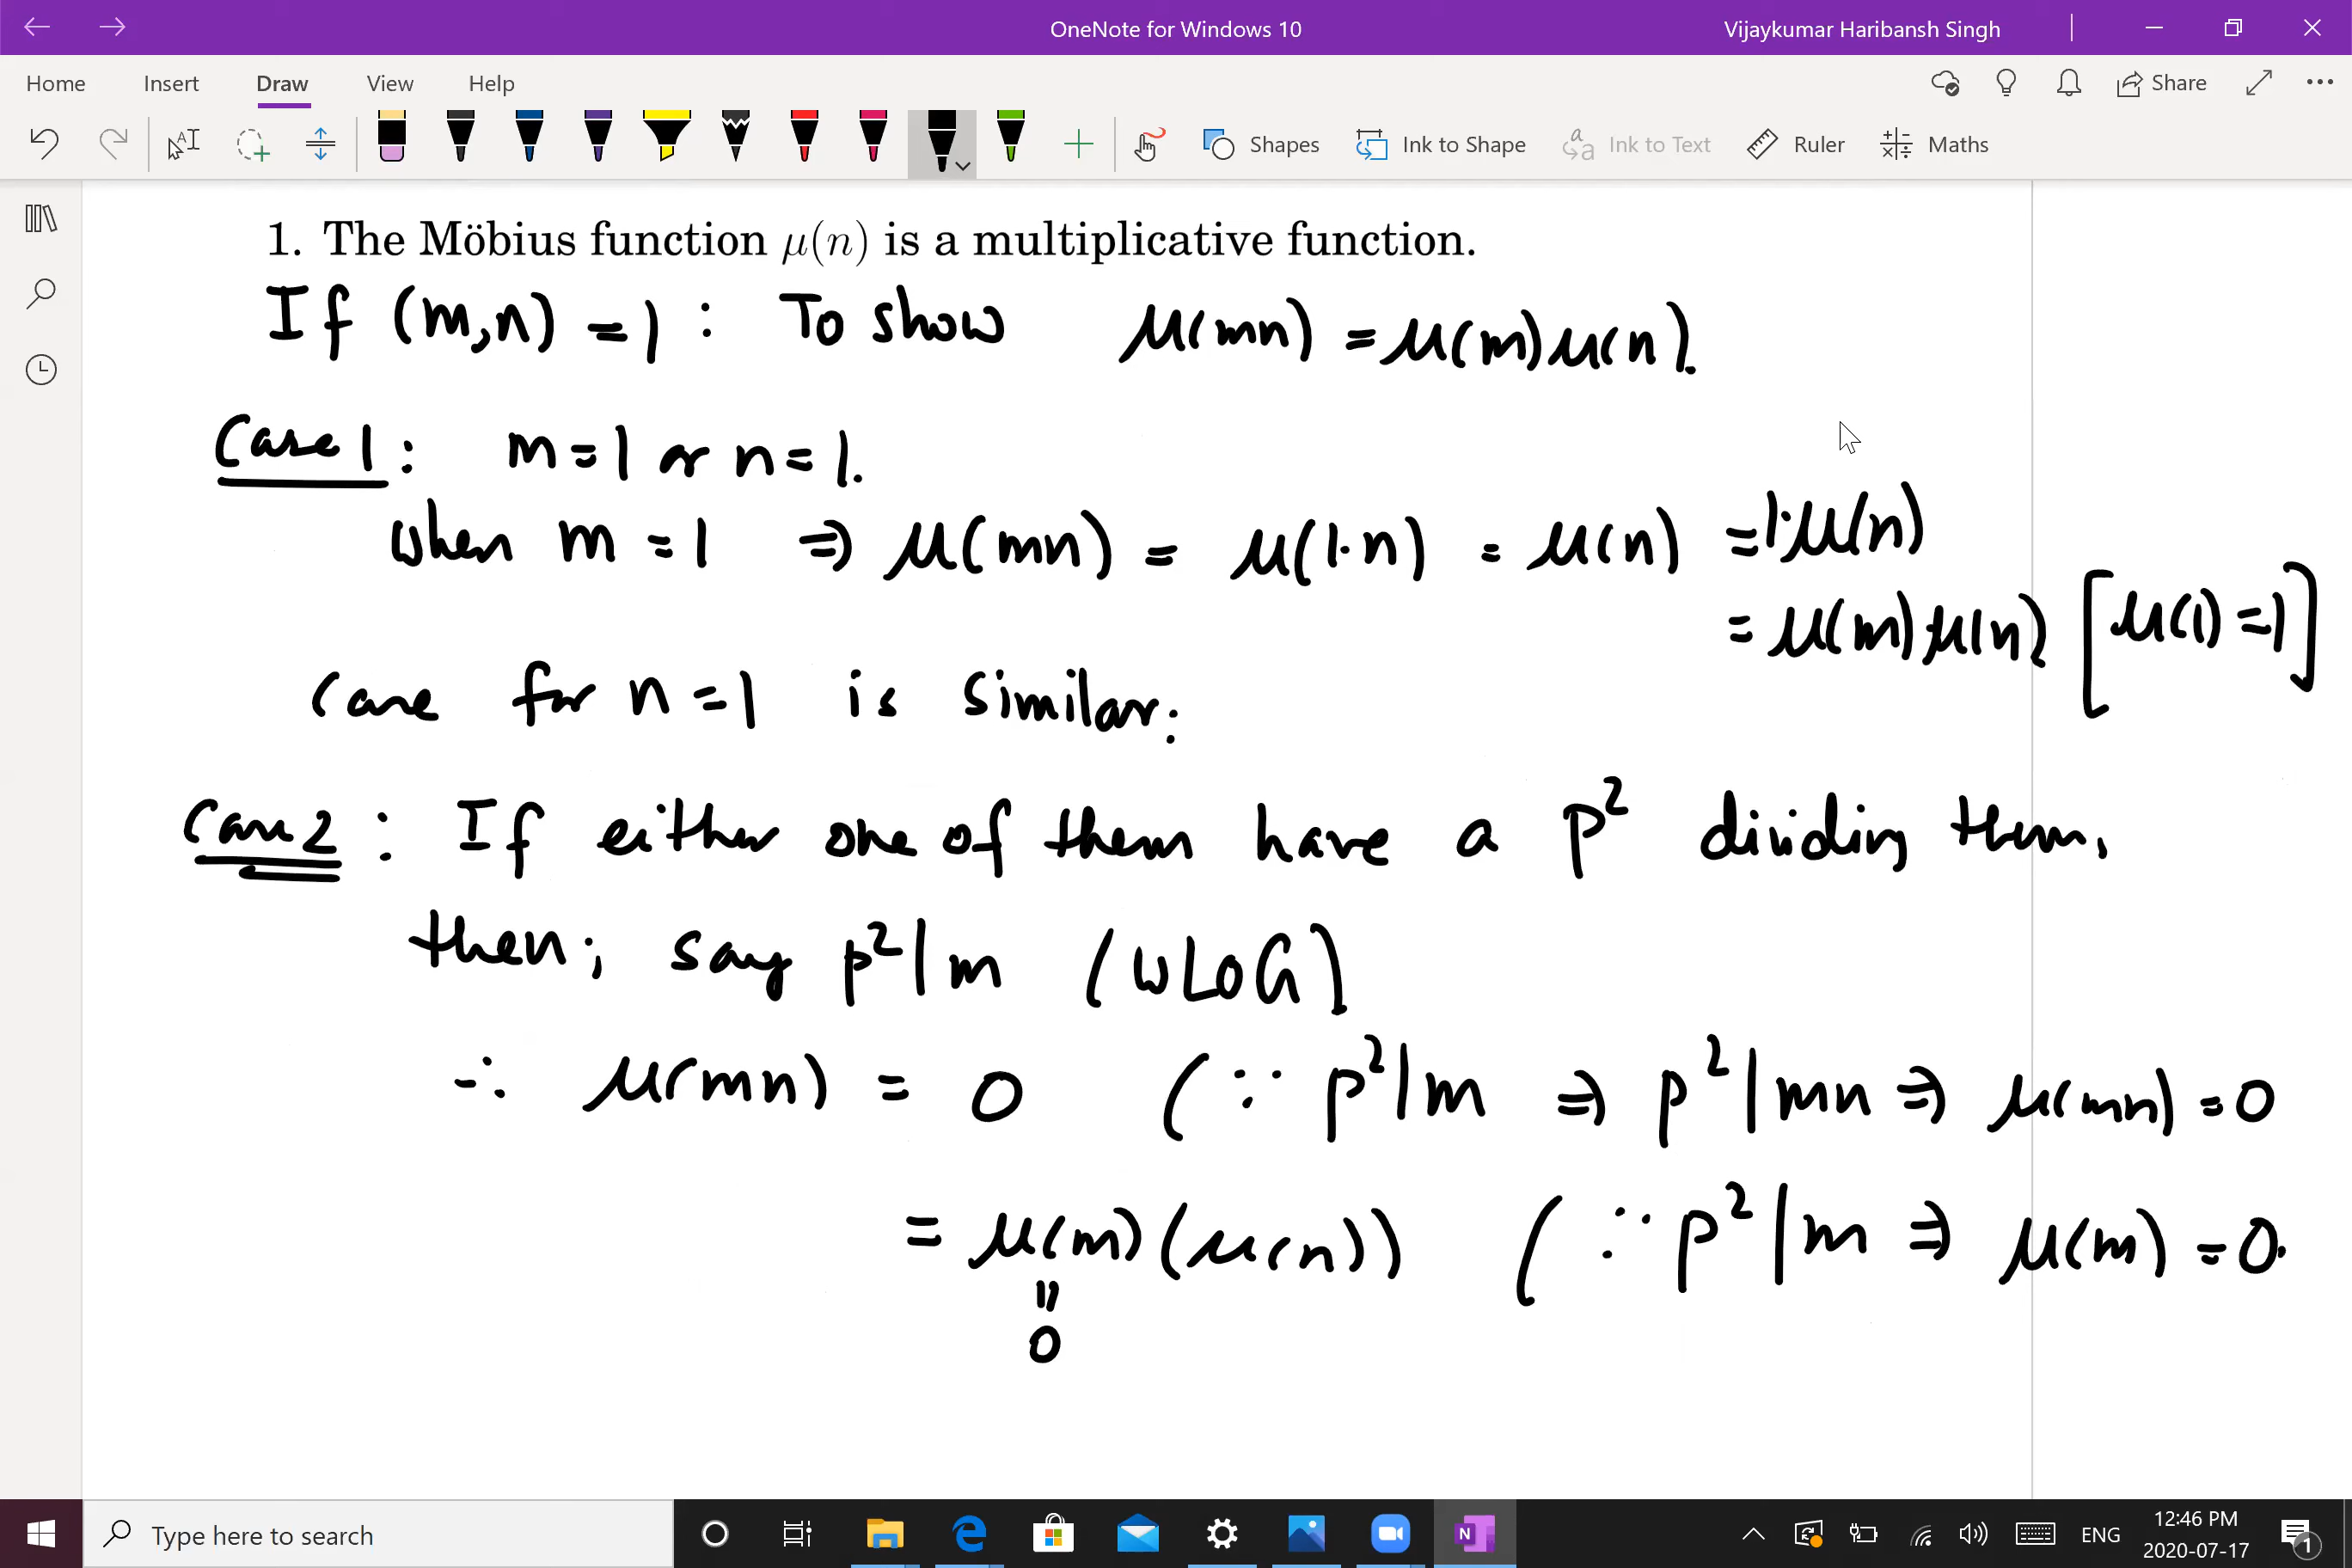 OneNote for Windows 10
Vijaykumar Haribansh Singh
Home Insert Draw View Help
Share
Shapes Ink to Shape Ink to Text Ruler Maths
1. The Möbius function μ(n) is a multiplicative function.
If (m,n) = 1 : To show μ(mn) = μ(m)μ(n).
Case 1 : m=1 or n=1.
When m=1 ⇒ μ(mn) = μ(1·n) = μ(n) = 1·μ(n)
= μ(m)μ(n) [μ(1)=1]
Case for n=1 is similar.
Case 2 : If either one of them have a p² dividing them,
then; say p²|m (WLOG)
∴ μ(mn) = 0 (∵ p²|m ⇒ p²|mn ⇒ μ(mn) = 0
= μ(m)(μ(n)) (∵ p²|m ⇒ μ(m) = 0.
=
0
Type here to search
ENG
12:46 PM
2020-07-17
1